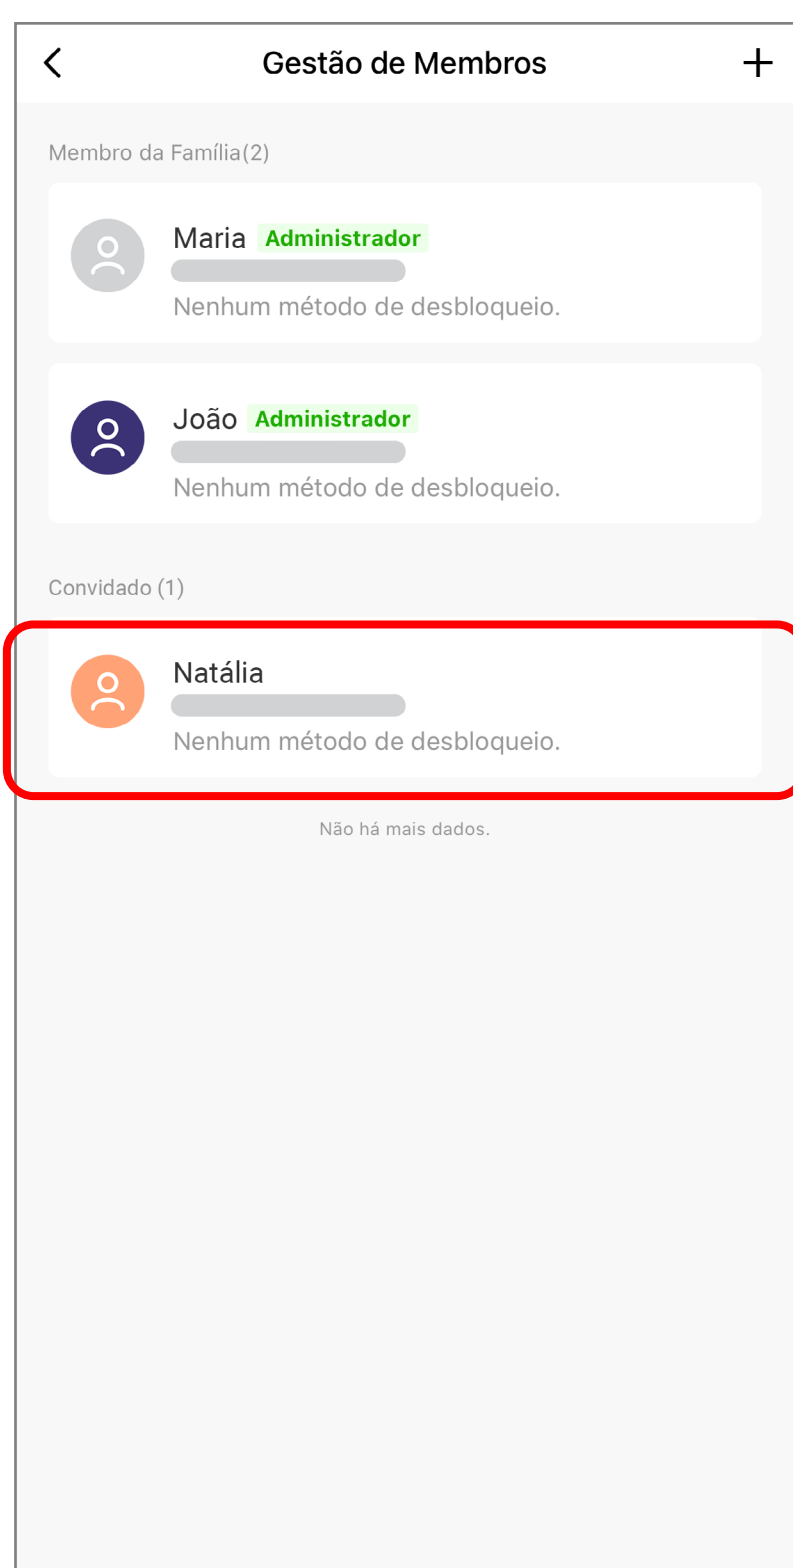 Gestão de Membros
Membro da Família(2)
Maria Administrador
Nenhum método de desbloqueio.
João Administrador
Nenhum método de desbloqueio.
Convidado (1)
Natália
Nenhum método de desbloqueio.
Não há mais dados.